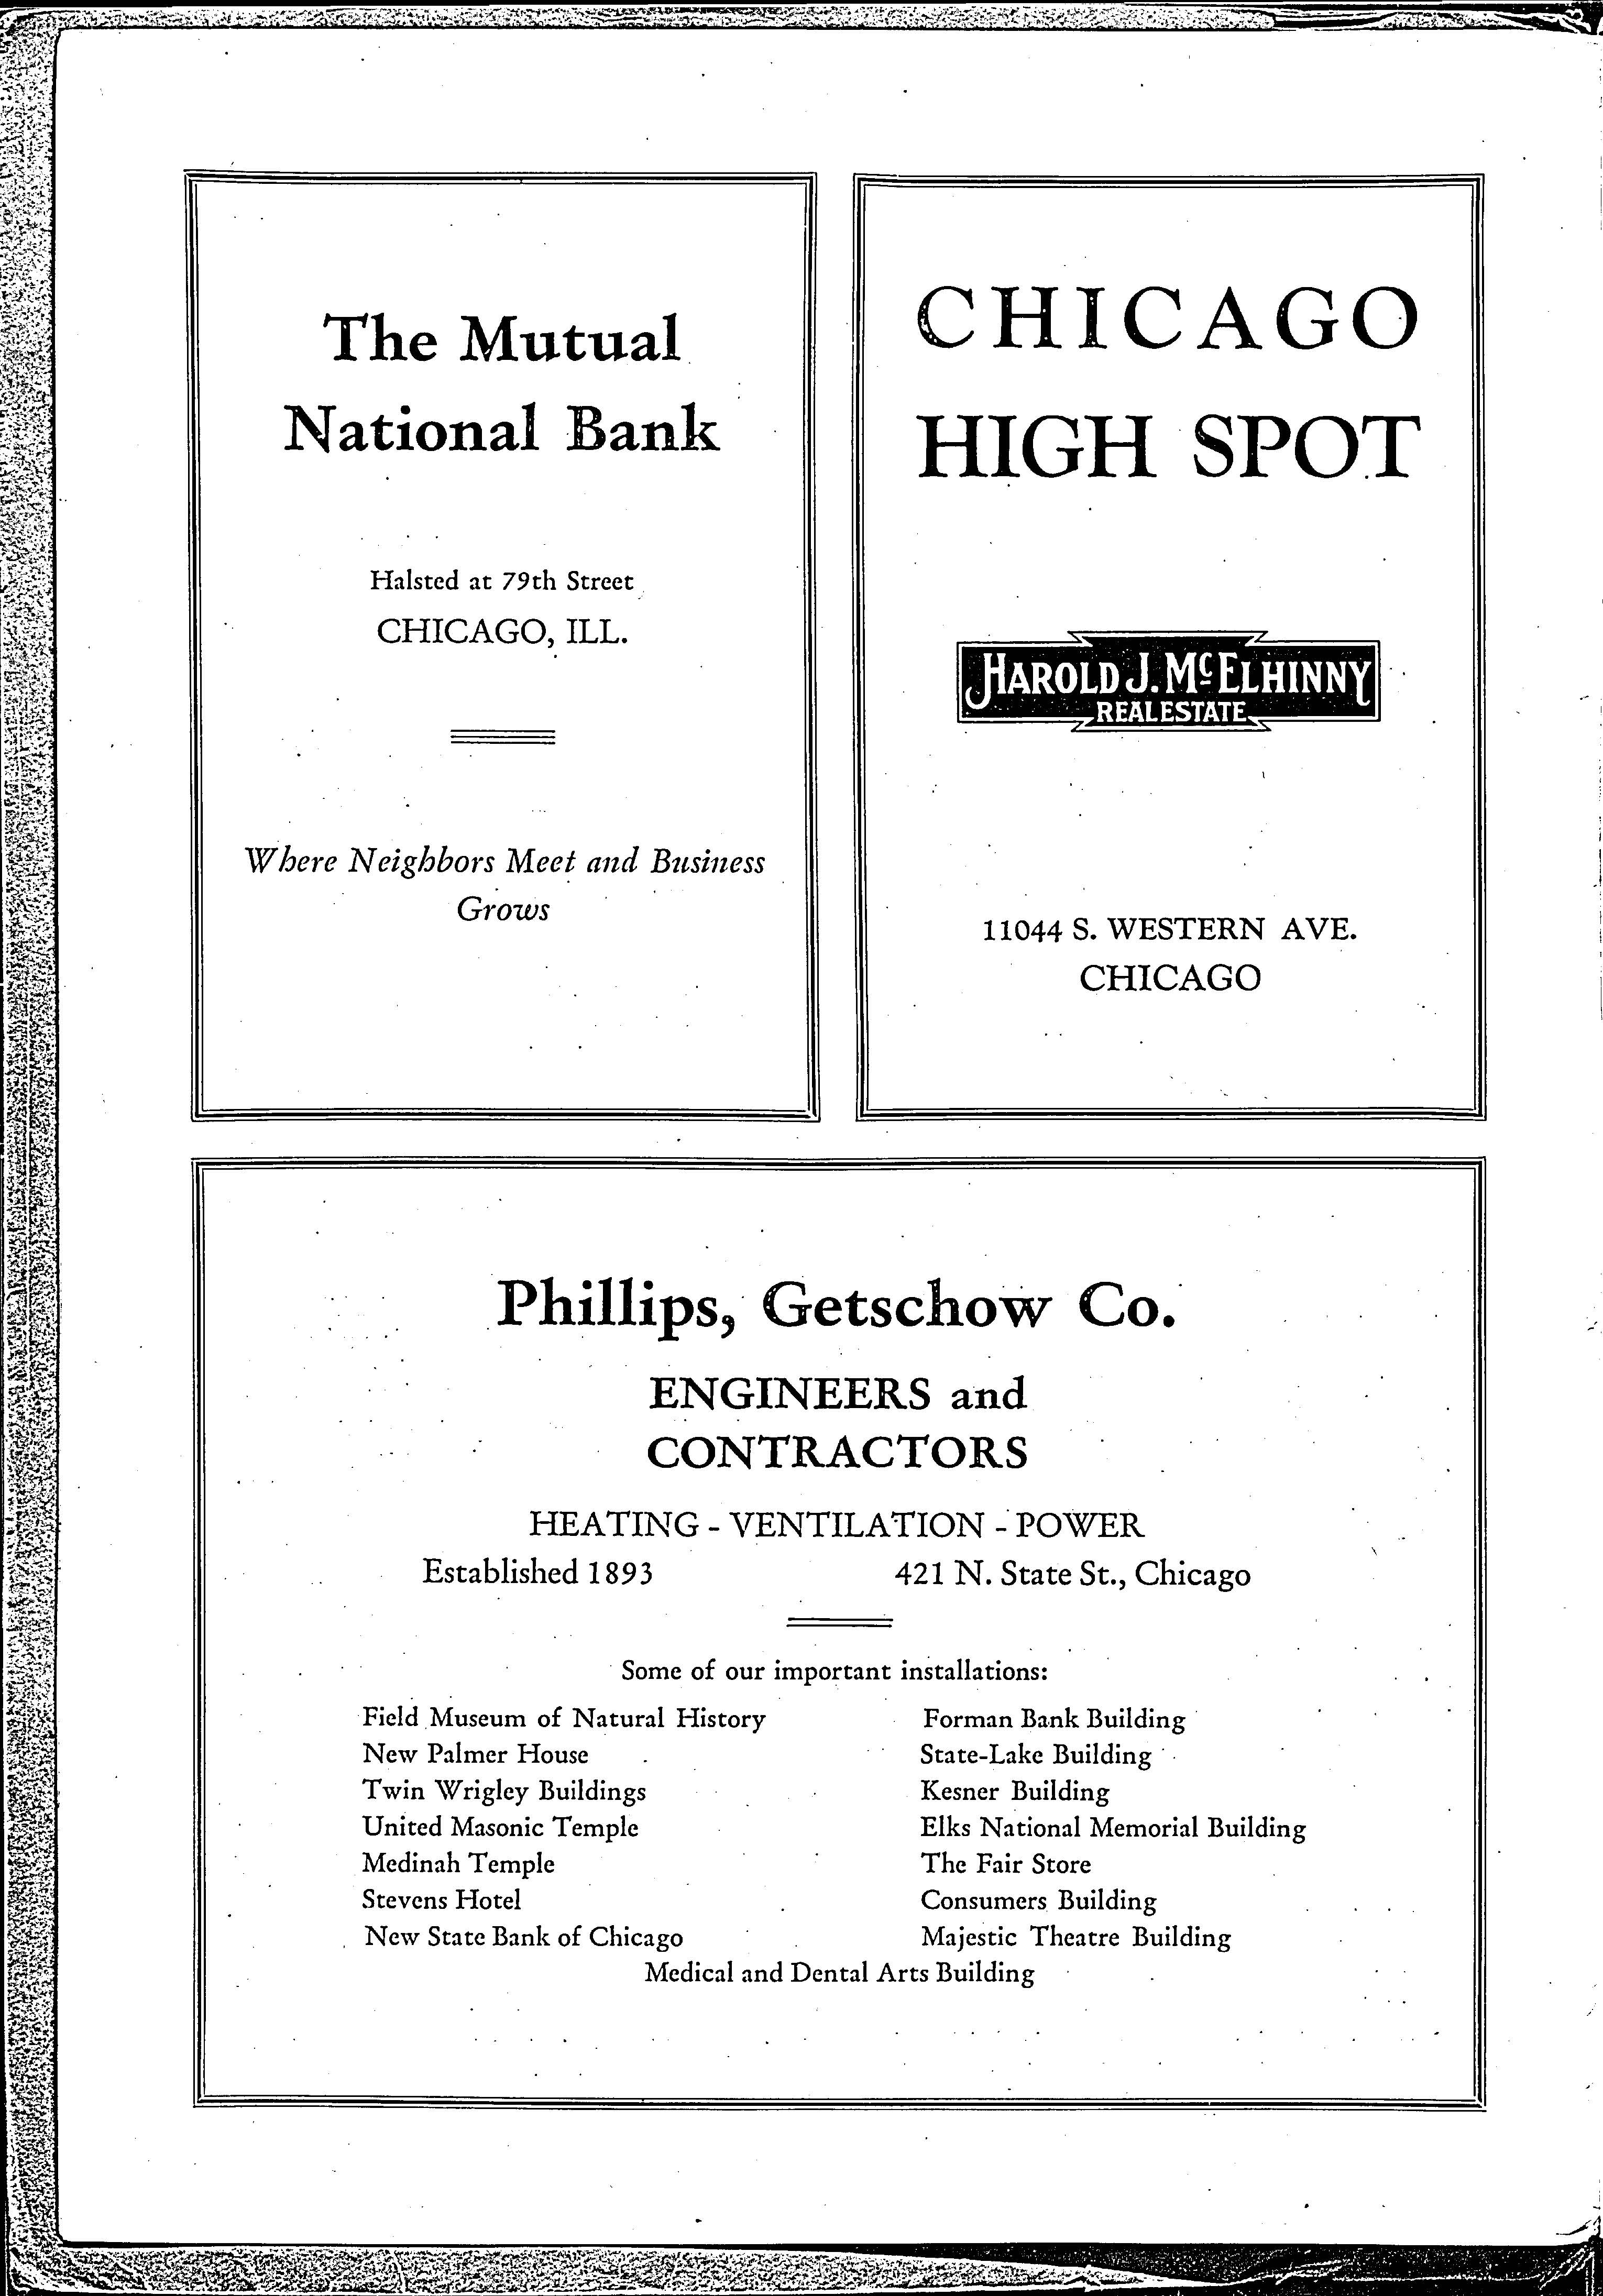 The Mutual
National Bank
Halsted at 79th Street
CHICAGO, ILL.
Where Neighbors Meet and Business
Grows
CHICAGO
HIGH SPOT
HAROLD J. McELHINNY
REAL ESTATE
11044 S. WESTERN AVE.
CHICAGO
Phillips, Getschow Co.
ENGINEERS and
CONTRACTORS
HEATING - VENTILATION - POWER
Established 1893 421 N. State St., Chicago
Some of our important installations:
Field Museum of Natural History Forman Bank Building
New Palmer House State-Lake Building
Twin Wrigley Buildings Kesner Building
United Masonic Temple Elks National Memorial Building
Medinah Temple The Fair Store
Stevens Hotel Consumers Building
New State Bank of Chicago Majestic Theatre Building
Medical and Dental Arts Building